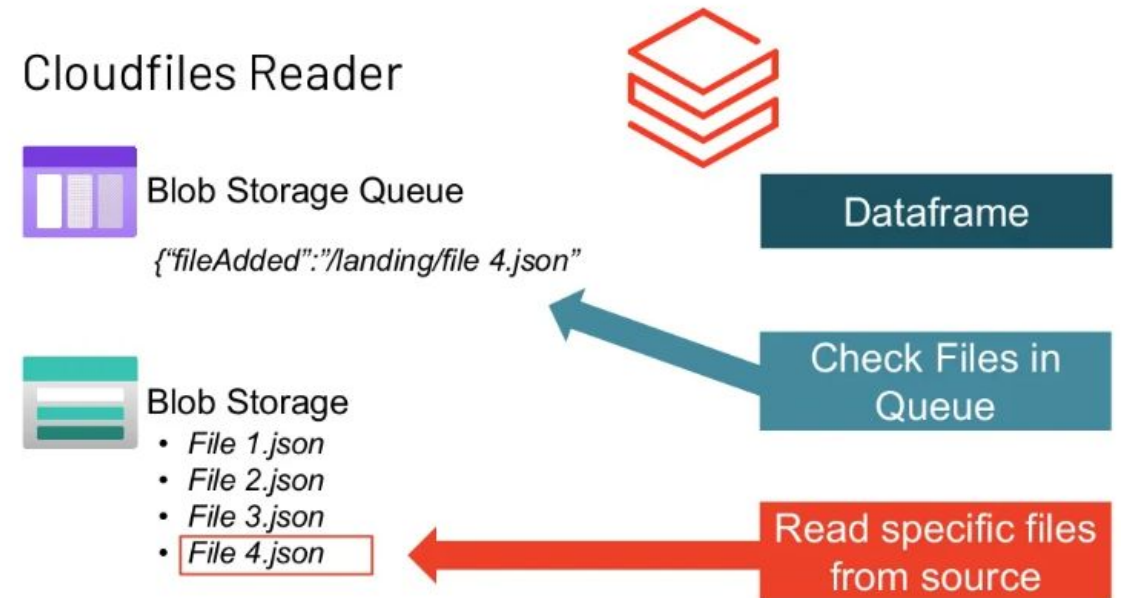 Cloudfiles Reader
Blob Storage Queue
{“fileAdded”:”/landing/file 4.json”
Blob Storage
• File 1.json
• File 2.json
• File 3.json
• File 4.json
Dataframe
Check Files in
Queue
Read specific files
from source